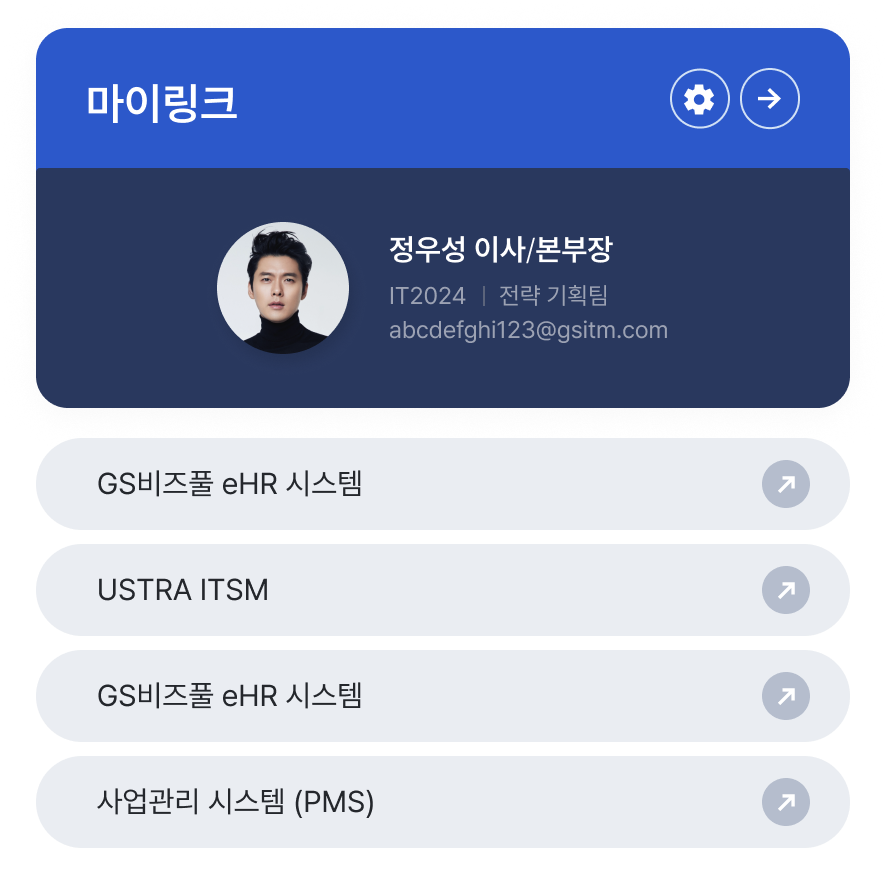 마이링크
정우성 이사/본부장
IT2024 | 전략 기획팀
abcdefghi123@gsitm.com
GS비즈풀 eHR 시스템
USTRA ITSM
GS비즈풀 eHR 시스템
사업관리 시스템 (PMS)